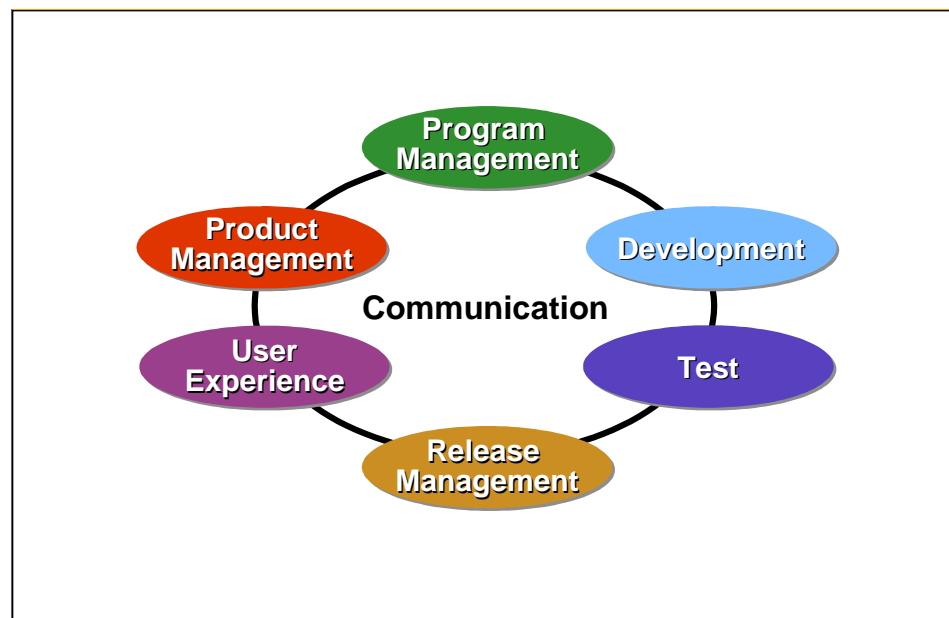 Program
Management
Product
Management
Development
Communication
User
Experience
Test
Release
Management